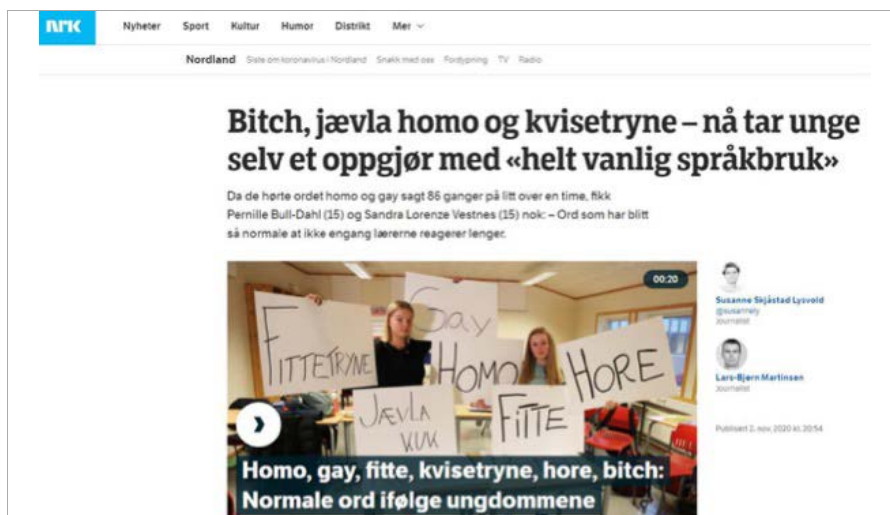 nrk
Nyheter Sport Kultur Humor Distrikt Mer
Nordland Siste om koronavirus i Nordland Snakk med oss Fordypning TV Radio
Bitch, jævla homo og kvisetryne – nå tar unge
selv et oppgjør med «helt vanlig språkbruk»
Da de hørte ordet homo og gay sagt 86 ganger på litt over en time, fikk
Pernille Bull-Dahl (15) og Sandra Lorenze Vestnes (15) nok: – Ord som har blitt
så normale at ikke engang lærerne reagerer lenger.
00:20
FITTETRYNE
Gay
HOMO
HORE
JÆVLA
KUK
FITTE
Homo, gay, fitte, kvisetryne, hore, bitch:
Normale ord ifølge ungdommene
Susanne Skjåstad Lysvold
@susannely
Journalist
Lars-Bjørn Martinsen
Journalist
Publisert 2. nov. 2020 kl. 20:54